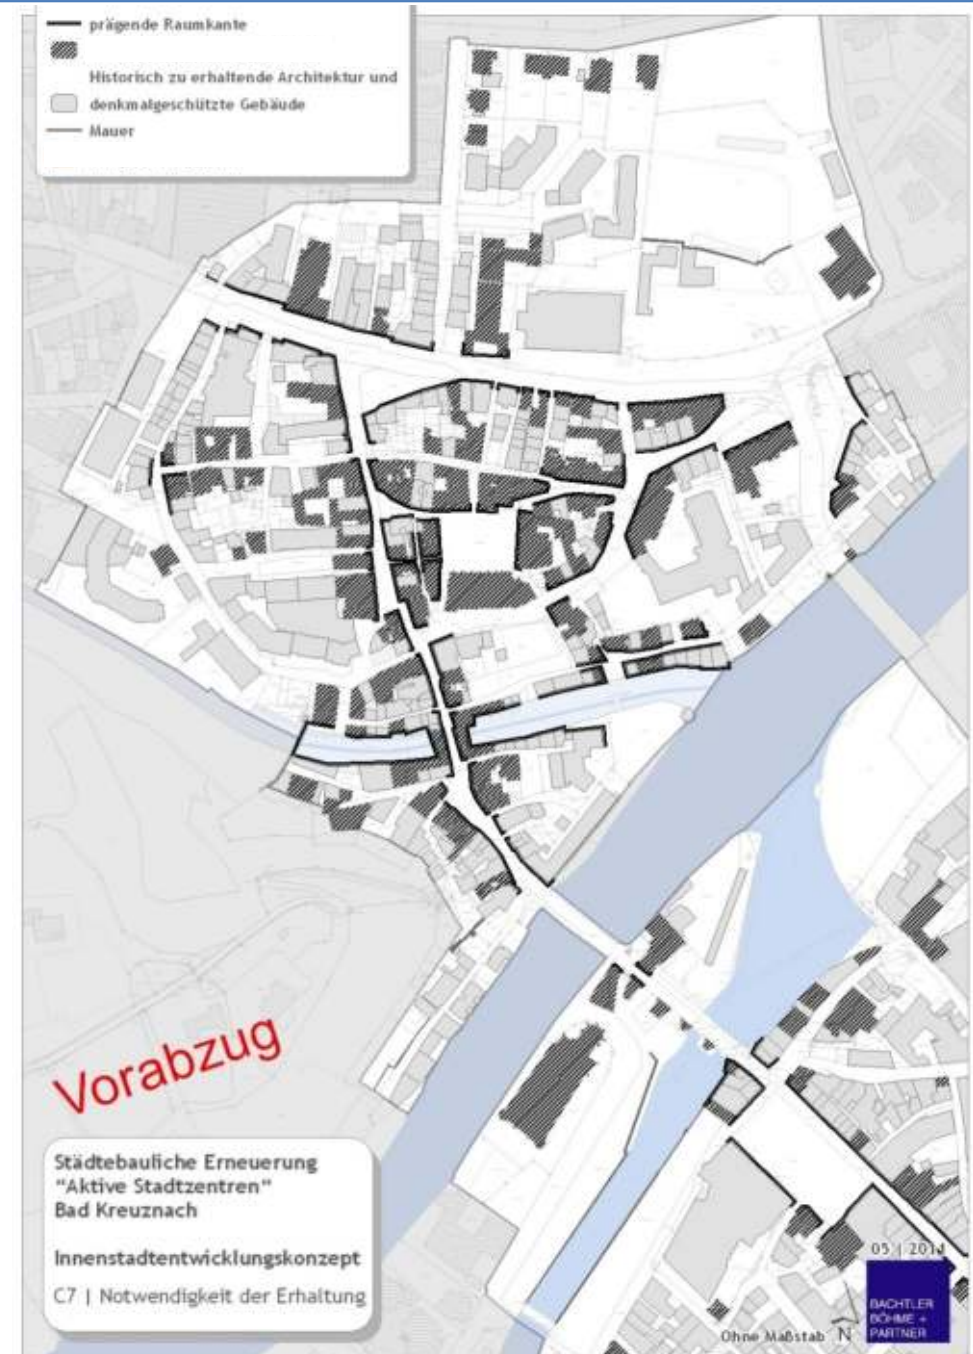 prägende Raumkante
Historisch zu erhaltende Architektur und
denkmalgeschützte Gebäude
Mauer
Vorabzug
Städtebauliche Erneuerung
"Aktive Stadtzentren"
Bad Kreuznach
Innenstadtentwicklungskonzept
C7 | Notwendigkeit der Erhaltung
05 | 2014
BACHTLER
BÖHME +
PARTNER
Ohne Maßstab N